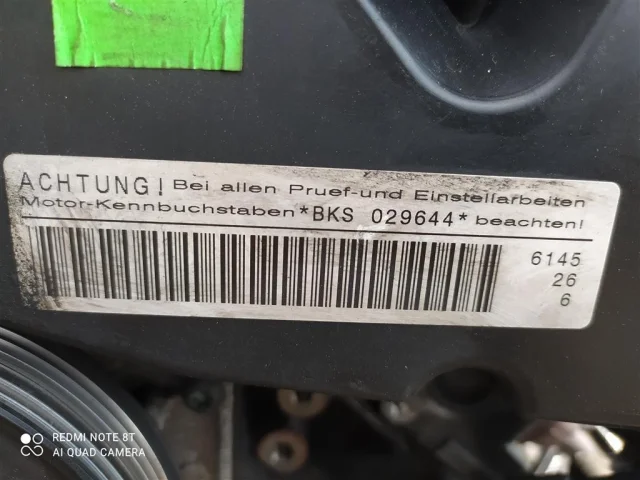 ACHTUNG! Bei allen Pruef-und Einstellarbeiten
Motor-Kennbuchstaben *BKS 029644* beachten!
6145
26
6
REDMI NOTE 8T
AI QUAD CAMERA